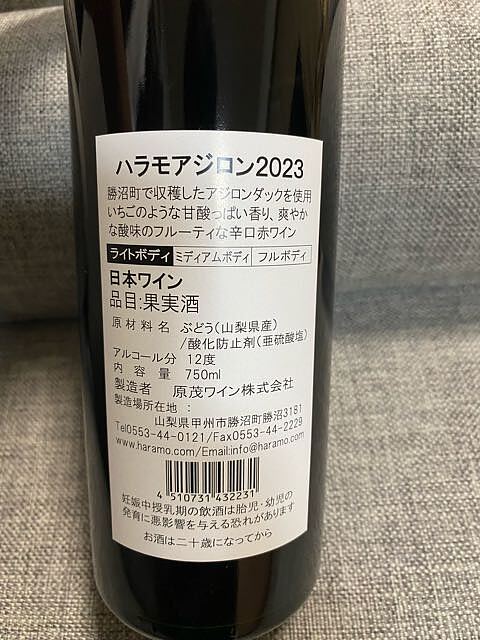 ハラモアジロン2023
勝沼町で収穫したアジロンダックを使用
いちごのような甘酸っぱい香り、爽やか
な酸味のフルーティな辛口赤ワイン
ライトボディ ミディアムボディ フルボディ
日本ワイン
品目:果実酒
原材料名 ぶどう(山梨県産)
/酸化防止剤(亜硫酸塩)
アルコール分 12度
内容量 750ml
製造者 原茂ワイン株式会社
製造場所在地:
山梨県甲州市勝沼町勝沼3181
Tel0553-44-0121/Fax0553-44-2229
www.haramo.com/Email:info@haramo.com
4 510731 432231
妊娠中授乳期の飲酒は胎児・幼児の
発育に悪影響を与える恐れがあります
お酒は二十歳になってから